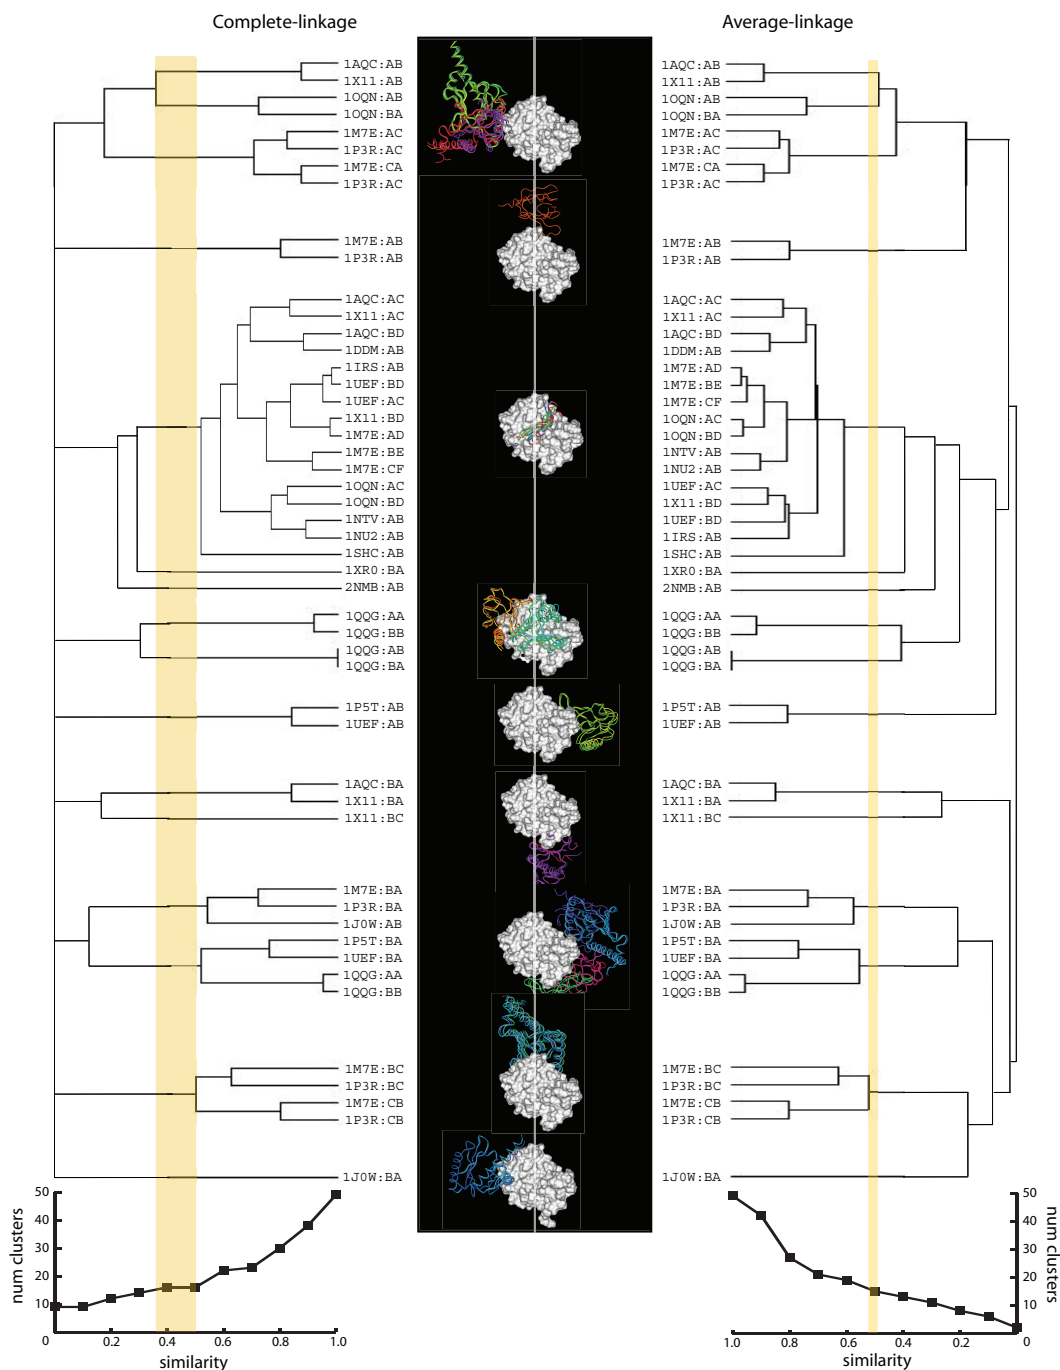 Complete-linkage
Average-linkage
1AQC:AB
1X11:AB
1OQN:AB
1OQN:BA
1M7E:AC
1P3R:AC
1M7E:CA
1P3R:AC
1M7E:AB
1P3R:AB
1AQC:AC
1X11:AC
1AQC:BD
1DDM:AB
1IRS:AB
1UEF:BD
1UEF:AC
1X11:BD
1M7E:AD
1M7E:BE
1M7E:CF
1OQN:AC
1OQN:BD
1NTV:AB
1NU2:AB
1SHC:AB
1XR0:BA
2NMB:AB
1QQG:AA
1QQG:BB
1QQG:AB
1QQG:BA
1P5T:AB
1UEF:AB
1AQC:BA
1X11:BA
1X11:BC
1M7E:BA
1P3R:BA
1J0W:AB
1P5T:BA
1UEF:BA
1QQG:AA
1QQG:BB
1M7E:BC
1P3R:BC
1M7E:CB
1P3R:CB
1J0W:BA
1AQC:AB
1X11:AB
1OQN:AB
1OQN:BA
1M7E:AC
1P3R:AC
1M7E:CA
1P3R:AC
1M7E:AB
1P3R:AB
1AQC:AC
1X11:AC
1AQC:BD
1DDM:AB
1M7E:AD
1M7E:BE
1M7E:CF
1OQN:AC
1OQN:BD
1NTV:AB
1NU2:AB
1UEF:AC
1X11:BD
1UEF:BD
1IRS:AB
1SHC:AB
1XR0:BA
2NMB:AB
1QQG:AA
1QQG:BB
1QQG:AB
1QQG:BA
1P5T:AB
1UEF:AB
1AQC:BA
1X11:BA
1X11:BC
1M7E:BA
1P3R:BA
1J0W:AB
1P5T:BA
1UEF:BA
1QQG:AA
1QQG:BB
1M7E:BC
1P3R:BC
1M7E:CB
1P3R:CB
1J0W:BA
50
40
30
20
10
num clusters
0 0.2 0.4 0.6 0.8 1.0
similarity
50
40
30
20
10
num clusters
1.0 0.8 0.6 0.4 0.2 0
similarity